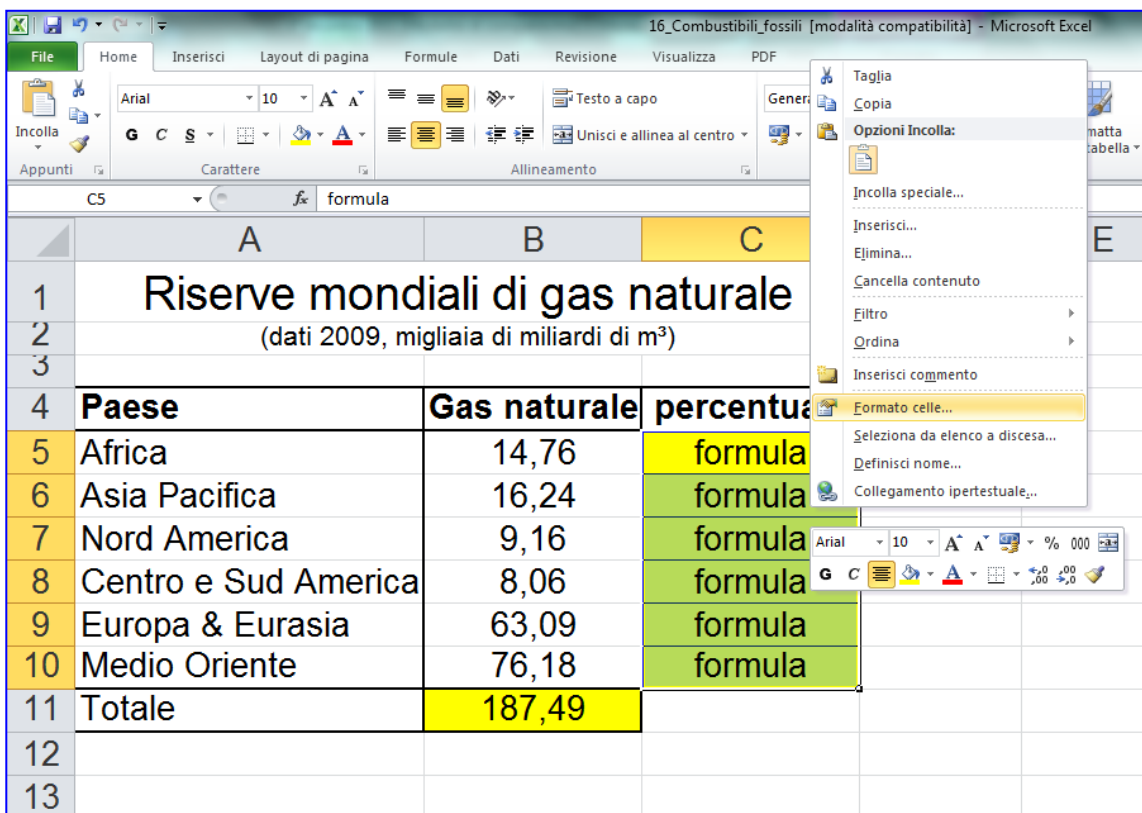 16_Combustibili_fossili [modalità compatibilità] - Microsoft Excel
File Home Inserisci Layout di pagina Formule Dati Revisione Visualizza PDF
Incolla
Appunti
Arial 10
G C S
Carattere
Testo a capo
Unisci e allinea al centro
Allineamento
Taglia
Copia
Opzioni Incolla:
Incolla speciale...
Inserisci...
Elimina...
Cancella contenuto
Filtro
Ordina
Inserisci commento
Formato celle...
Seleziona da elenco a discesa...
Definisci nome...
Collegamento ipertestuale...
Arial 10 A A % 000
G C A
C5 fx formula
A B C E
1 Riserve mondiali di gas naturale
2 (dati 2009, migliaia di miliardi di m³)
3
4 Paese Gas naturale
5 Africa 14,76 formula
6 Asia Pacifica 16,24 formula
7 Nord America 9,16 formula
8 Centro e Sud America 8,06 formula
9 Europa & Eurasia 63,09 formula
10 Medio Oriente 76,18 formula
11 Totale 187,49
12
13